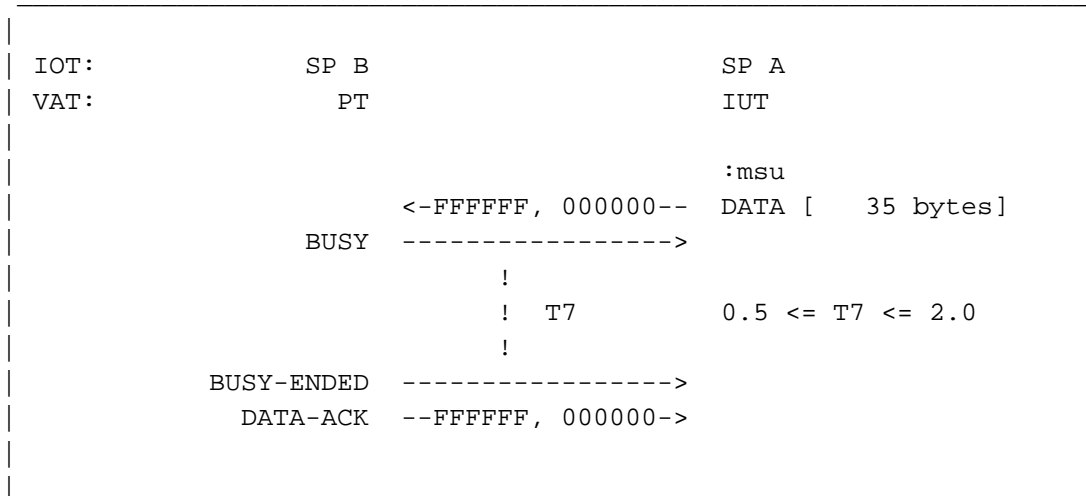 IOT: SP B SP A
VAT: PT IUT
:msu
<-FFFFFF, 000000-- DATA [ 35 bytes]
BUSY ----------------->
!
! T7 0.5 <= T7 <= 2.0
!
BUSY-ENDED ----------------->
DATA-ACK --FFFFFF, 000000->